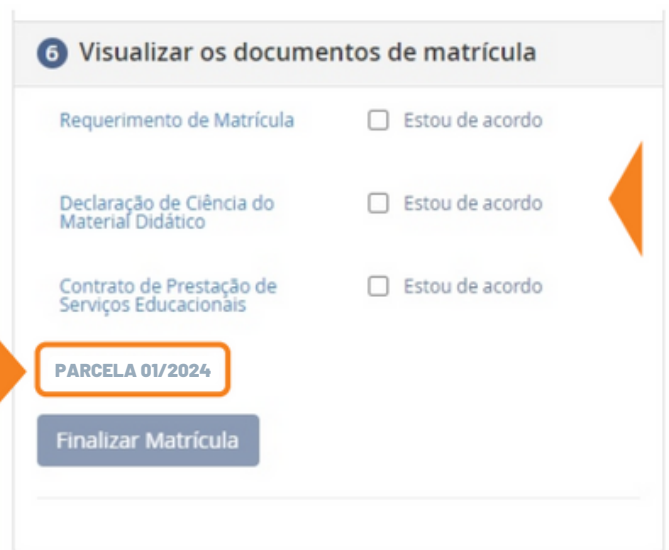 6 Visualizar os documentos de matrícula
Requerimento de Matrícula Estou de acordo
Declaração de Ciência do
Material Didático Estou de acordo
Contrato de Prestação de
Serviços Educacionais Estou de acordo
PARCELA 01/2024
Finalizar Matrícula